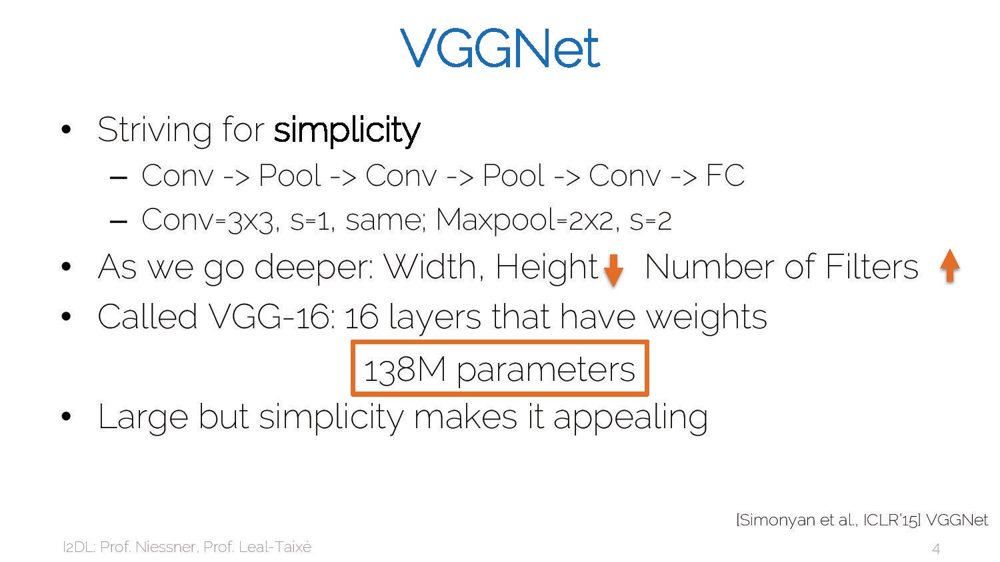 VGGNet
• Striving for simplicity
– Conv -> Pool -> Conv -> Pool -> Conv -> FC
– Conv=3x3, s=1, same; Maxpool=2x2, s=2
• As we go deeper: Width, Height Number of Filters
• Called VGG-16: 16 layers that have weights
138M parameters
• Large but simplicity makes it appealing
[Simonyan et al., ICLR'15] VGGNet
I2DL: Prof. Niessner, Prof. Leal-Taixé
4